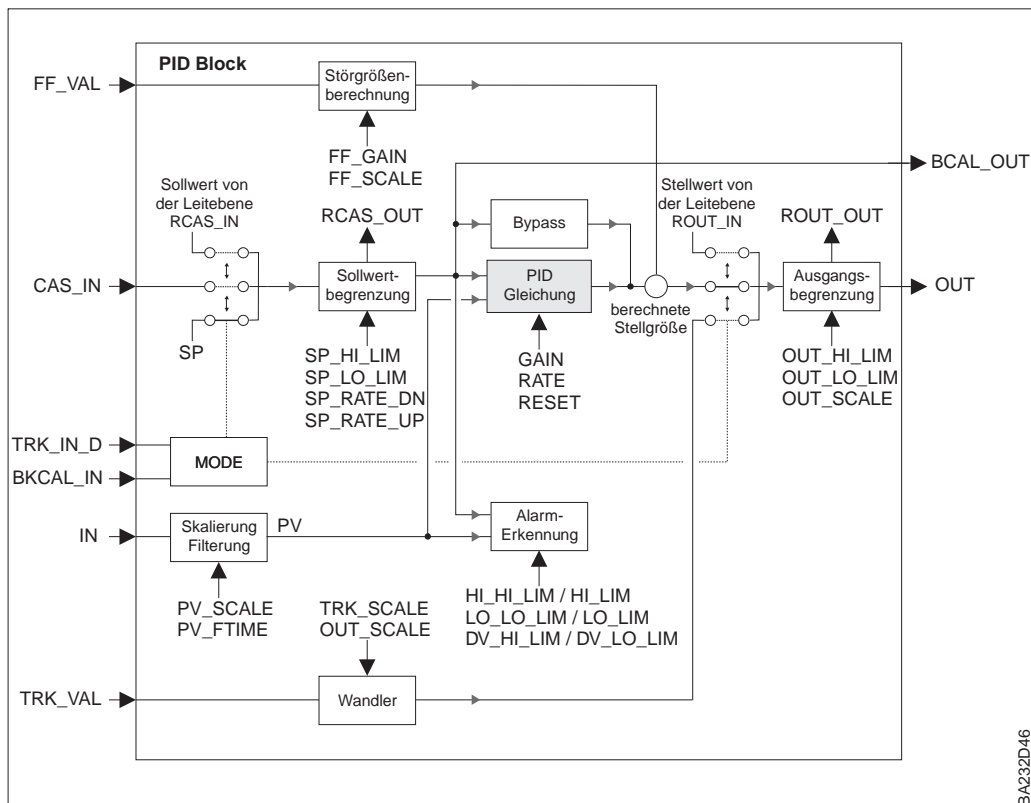 PID Block
FF_VAL
Störgrößen-
berechnung
FF_GAIN
FF_SCALE
BCAL_OUT
Sollwert von
der Leitebene
RCAS_IN
RCAS_OUT
Bypass
Stellwert von
der Leitebene
ROUT_IN
ROUT_OUT
CAS_IN
Sollwert-
begrenzung
PID
Gleichung
berechnete
Stellgröße
Ausgangs-
begrenzung
OUT
SP
SP_HI_LIM
SP_LO_LIM
SP_RATE_DN
SP_RATE_UP
GAIN
RATE
RESET
OUT_HI_LIM
OUT_LO_LIM
OUT_SCALE
TRK_IN_D
MODE
BKCAL_IN
IN
Skalierung
Filterung
PV
Alarm-
Erkennung
PV_SCALE
PV_FTIME
TRK_SCALE
OUT_SCALE
HI_HI_LIM / HI_LIM
LO_LO_LIM / LO_LIM
DV_HI_LIM / DV_LO_LIM
TRK_VAL
Wandler
BA232D46